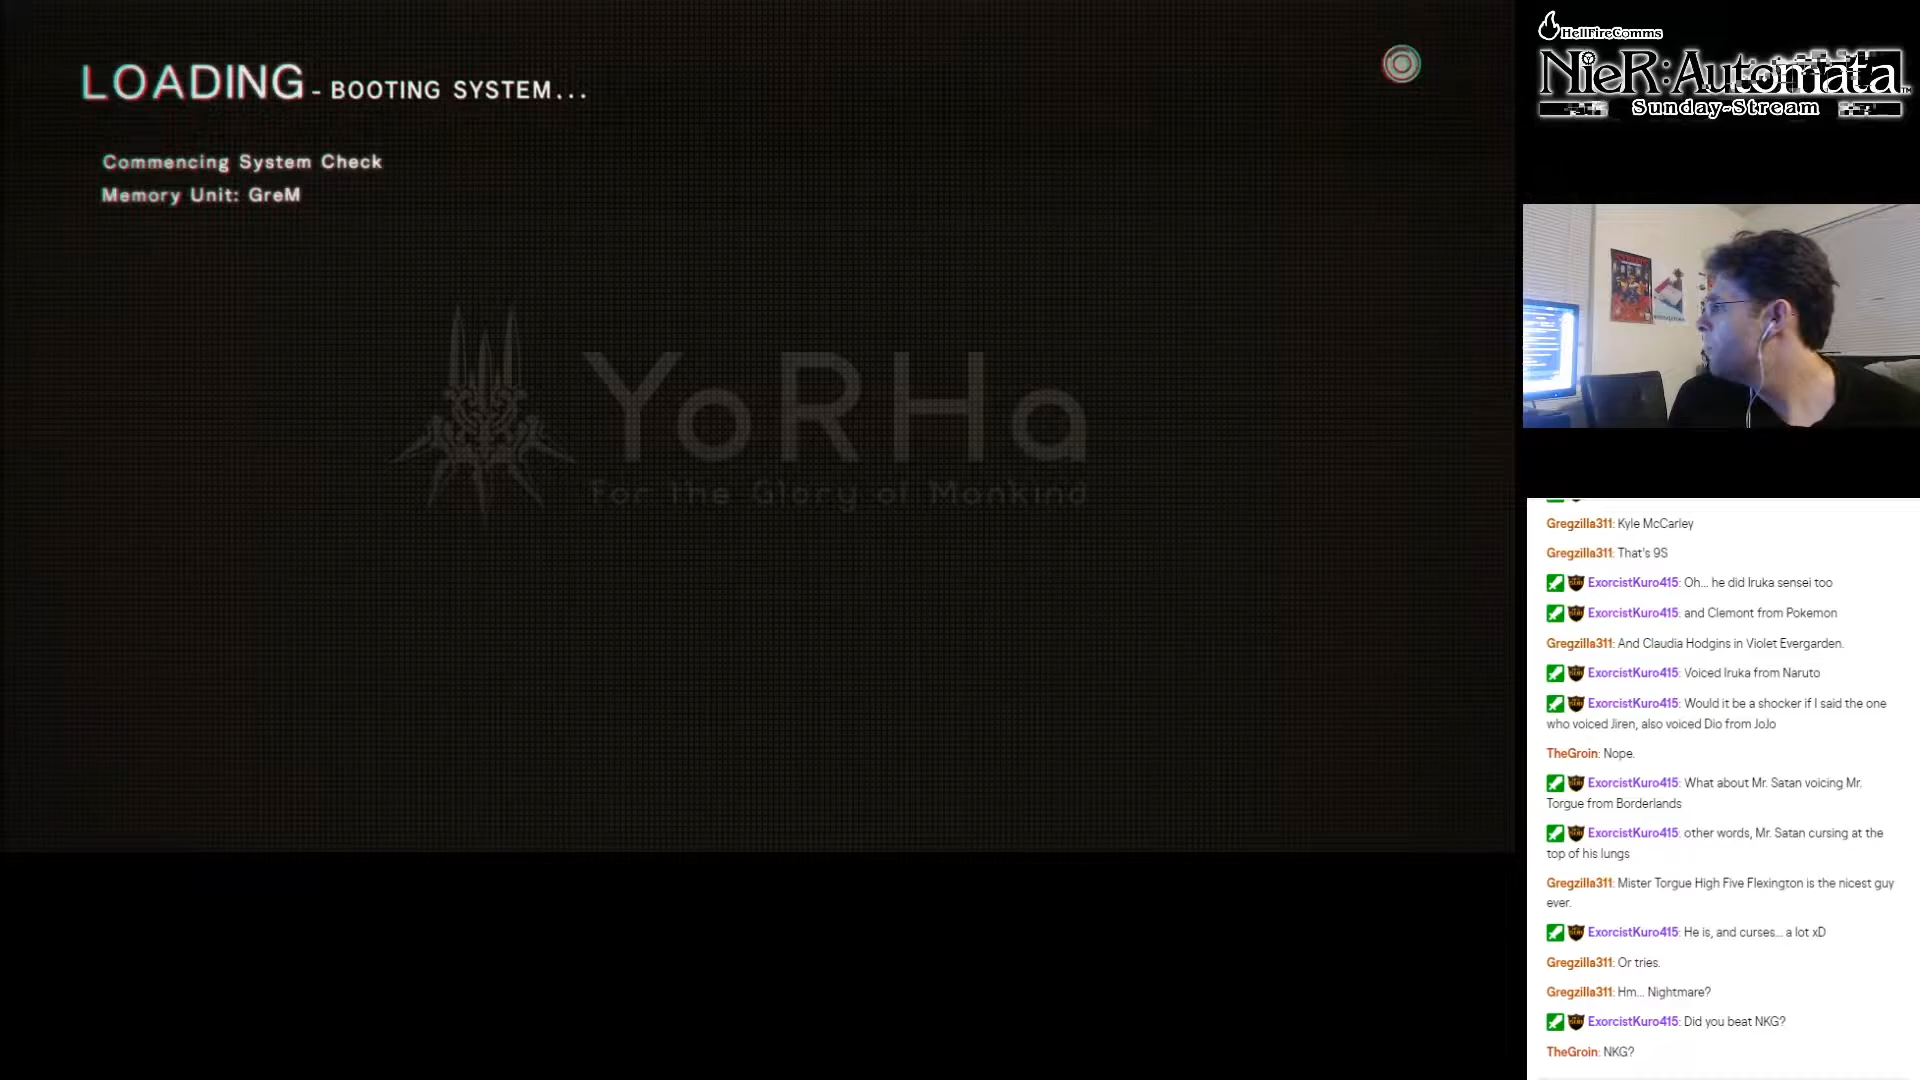 LOADING - BOOTING SYSTEM...
Commencing System Check
Memory Unit: GreM
YoRHa
For the Glory of Mankind
HellFireComms
NieR:Automata™
Sunday-Stream
Gregzilla311: Kyle McCarley
Gregzilla311: That's 9S
ExorcistKuro415: Oh... he did Iruka sensei too
ExorcistKuro415: and Clemont from Pokemon
Gregzilla311: And Claudia Hodgins in Violet Evergarden.
ExorcistKuro415: Voiced Iruka from Naruto
ExorcistKuro415: Would it be a shocker if I said the one
who voiced Jiren, also voiced Dio from JoJo
TheGroin: Nope.
ExorcistKuro415: What about Mr. Satan voicing Mr.
Torgue from Borderlands
ExorcistKuro415: other words, Mr. Satan cursing at the
top of his lungs
Gregzilla311: Mister Torgue High Five Flexington is the nicest guy
ever.
ExorcistKuro415: He is, and curses... a lot xD
Gregzilla311: Or tries.
Gregzilla311: Hm... Nightmare?
ExorcistKuro415: Did you beat NKG?
TheGroin: NKG?